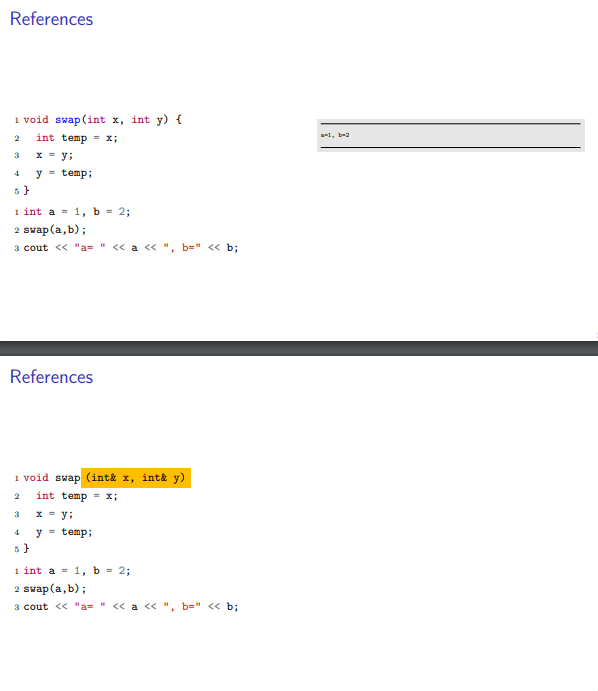 References
1 void swap(int x, int y) {
2 int temp = x;
3 x = y;
4 y = temp;
5 }
1 int a = 1, b = 2;
2 swap(a,b);
3 cout << "a= " << a << ", b=" << b;
a=1, b=2
References
1 void swap (int& x, int& y)
2 int temp = x;
3 x = y;
4 y = temp;
5 }
1 int a = 1, b = 2;
2 swap(a,b);
3 cout << "a= " << a << ", b=" << b;